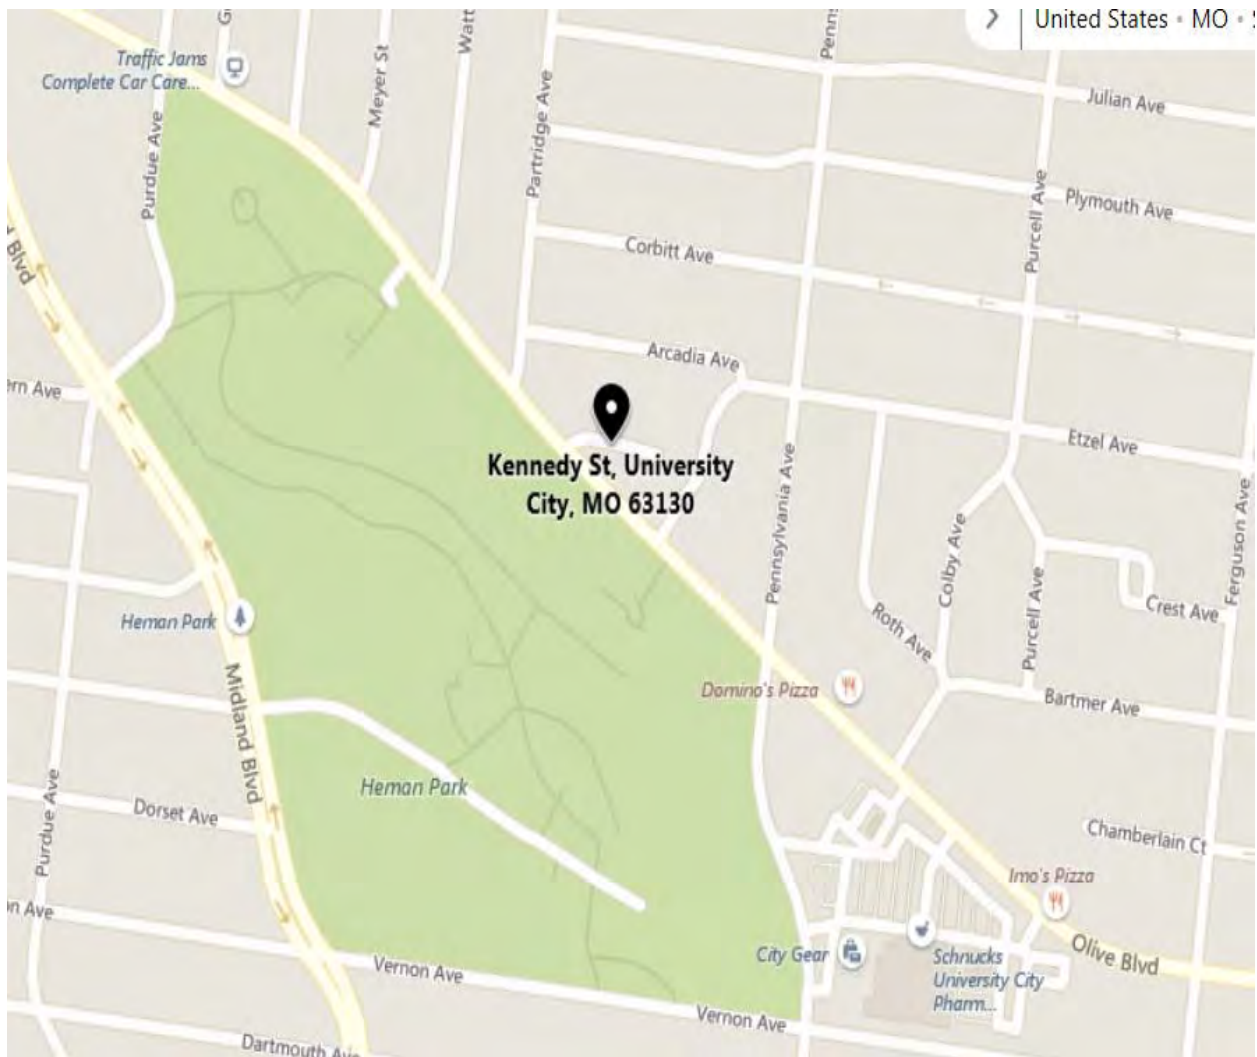 United States • MO •
Traffic Jams
Complete Car Care...
Purdue Ave
Meyer St
Watt
Partridge Ave
Penns
Julian Ave
Plymouth Ave
Purcell Ave
Corbitt Ave
d Blvd
Arcadia Ave
ern Ave
Etzel Ave
Kennedy St, University
City, MO 63130
Pennsylvania Ave
Colby Ave
Ferguson Ave
Roth Ave
Purcell Ave
Crest Ave
Heman Park
Midland Blvd
Domino's Pizza
Bartmer Ave
Heman Park
Purdue Ave
Dorset Ave
Chamberlain Ct
Imo's Pizza
on Ave
Vernon Ave
City Gear
Schnucks
University City
Pharm...
Olive Blvd
Vernon Ave
Dartmouth Ave